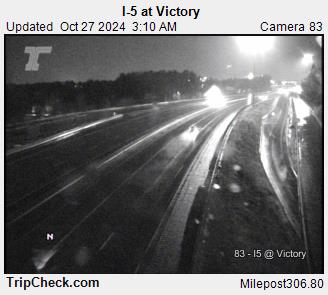 I-5 at Victory
Updated Oct 27 2024 3:10 AM Camera 83
T
N
83 - I5 @ Victory
TripCheck.com Milepost306.80